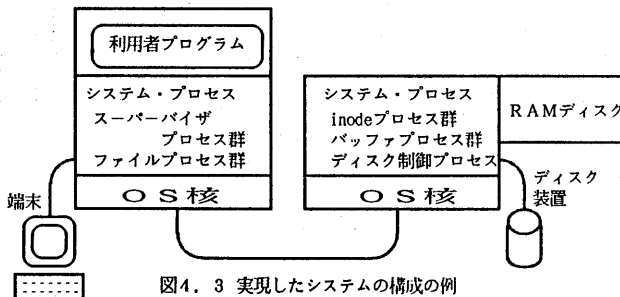 利用者プログラム
システム・プロセス
スーパーバイザ
プロセス群
ファイルプロセス群
OS核
端末
システム・プロセス
inodeプロセス群
バッファプロセス群
ディスク制御プロセス
OS核
RAMディスク
ディスク
装置
図4．3 実現したシステムの構成の例